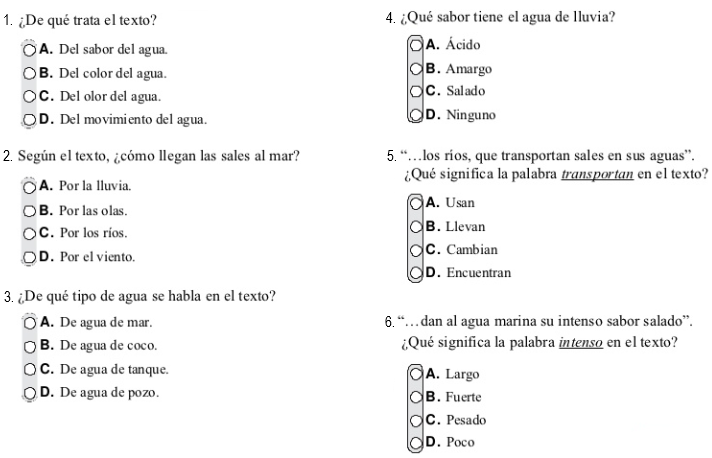 1. ¿De qué trata el texto?
A. Del sabor del agua.
B. Del color del agua.
C. Del olor del agua.
D. Del movimiento del agua.
2. Según el texto, ¿cómo llegan las sales al mar?
A. Por la lluvia.
B. Por las olas.
C. Por los ríos.
D. Por el viento.
3. ¿De qué tipo de agua se habla en el texto?
A. De agua de mar.
B. De agua de coco.
C. De agua de tanque.
D. De agua de pozo.
4. ¿Qué sabor tiene el agua de lluvia?
A. Ácido
B. Amargo
C. Salado
D. Ninguno
5. “…los ríos, que transportan sales en sus aguas”.
¿Qué significa la palabra transportan en el texto?
A. Usan
B. Llevan
C. Cambian
D. Encuentran
6. “…dan al agua marina su intenso sabor salado”.
¿Qué significa la palabra intenso en el texto?
A. Largo
B. Fuerte
C. Pesado
D. Poco